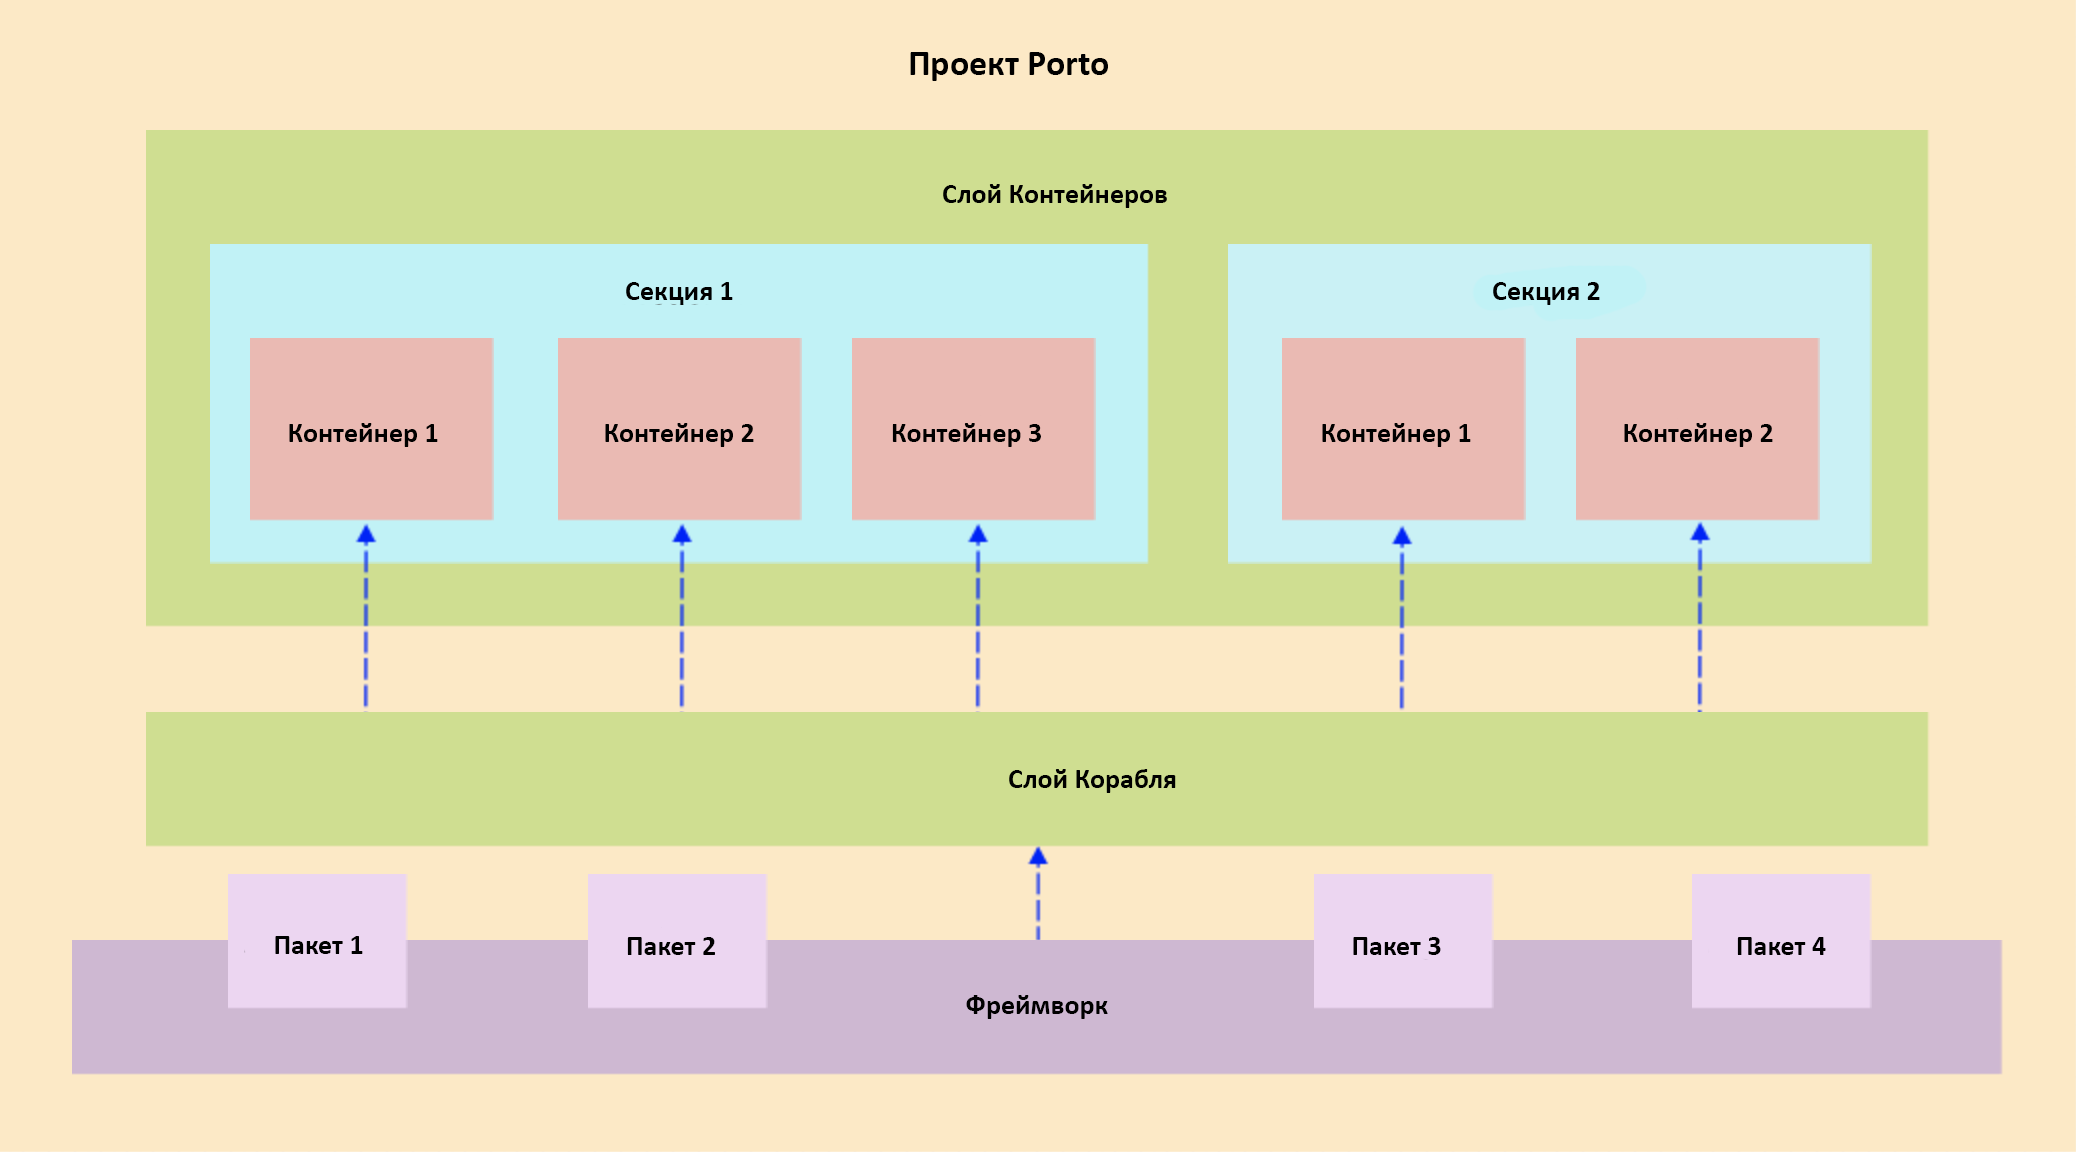 Проект Porto
Слой Контейнеров
Секция 1
Секция 2
Контейнер 1
Контейнер 2
Контейнер 3
Контейнер 1
Контейнер 2
Слой Корабля
Пакет 1
Пакет 2
Пакет 3
Пакет 4
Фреймворк